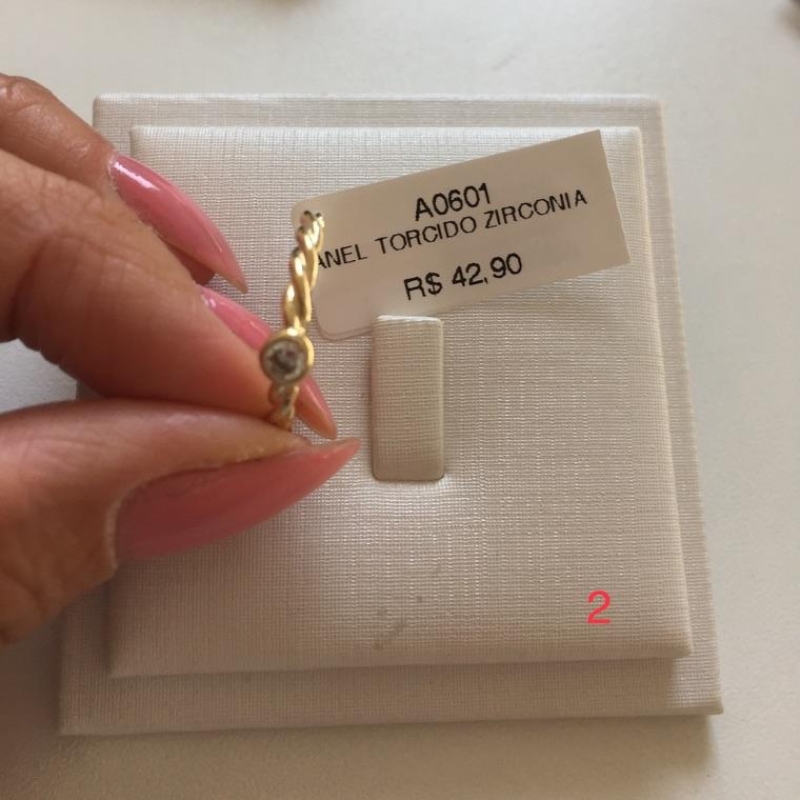 A0601
ANEL TORCIDO ZIRCONIA
R$ 42,90
2